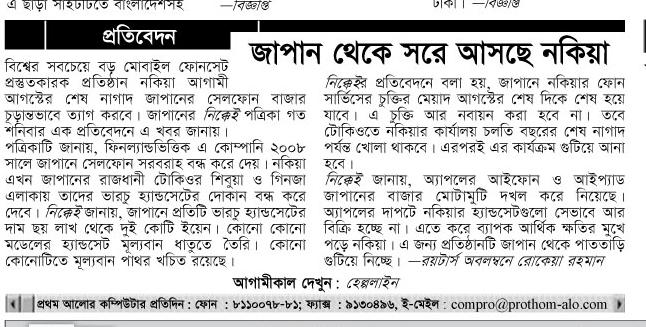 এ ছাড়া সাইটটিতে বাংলাদেশসহ —বিজ্ঞপ্তি টাকা। —বিজ্ঞপ্তি
প্রতিবেদন
জাপান থেকে সরে আসছে নকিয়া
বিশ্বের সবচেয়ে বড় মোবাইল ফোনসেট
প্রস্তুতকারক প্রতিষ্ঠান নকিয়া আগামী
আগস্টের শেষ নাগাদ জাপানের সেলফোন বাজার
চূড়ান্তভাবে ত্যাগ করবে। জাপানের নিক্কেই পত্রিকা গত
শনিবার এক প্রতিবেদনে এ খবর জানায়।
পত্রিকাটি জানায়, ফিনল্যান্ডভিত্তিক এ কোম্পানি ২০০৮
সালে জাপানে সেলফোন সরবরাহ বন্ধ করে দেয়। নকিয়া
এখন জাপানের রাজধানী টোকিওর শিবুয়া ও গিনজা
এলাকায় তাদের ভারচু হ্যান্ডসেটের দোকান বন্ধ করে
দেবে। নিক্কেই জানায়, জাপানে প্রতিটি ভারচু হ্যান্ডসেটের
দাম ছয় লাখ থেকে দুই কোটি ইয়েন। কোনো কোনো
মডেলের হ্যান্ডসেট মূল্যবান ধাতুতে তৈরি। কোনো
কোনোটিতে মূল্যবান পাথর খচিত রয়েছে।
নিক্কেইর প্রতিবেদনে বলা হয়, জাপানে নকিয়ার ফোন
সার্ভিসের চুক্তির মেয়াদ আগস্টের শেষ দিকে শেষ হয়ে
যাবে। এ চুক্তি আর নবায়ন করা হবে না। তবে
টোকিওতে নকিয়ার কার্যালয় চলতি বছরের শেষ নাগাদ
পর্যন্ত খোলা থাকবে। এরপরই এর কার্যক্রম গুটিয়ে আনা
হবে।
নিক্কেই জানায়, অ্যাপলের আইফোন ও আইপ্যাড
জাপানের বাজার মোটামুটি দখল করে নিয়েছে।
অ্যাপলের দাপটে নকিয়ার হ্যান্ডসেটগুলো সেভাবে আর
বিক্রি হচ্ছে না। এতে করে ব্যাপক আর্থিক ক্ষতির মুখে
পড়ে নকিয়া। এ জন্য প্রতিষ্ঠানটি জাপান থেকে পাততাড়ি
গুটিয়ে নিচ্ছে। —রয়টার্স অবলম্বনে রোকেয়া রহমান
আগামীকাল দেখুন : হেল্পলাইন
প্রথম আলোর কম্পিউটার প্রতিদিন : ফোন : ৮১১০০৭৮-৮১; ফ্যাক্স : ৯১৩০৪৯৬, ই-মেইল : compro@prothom-alo.com